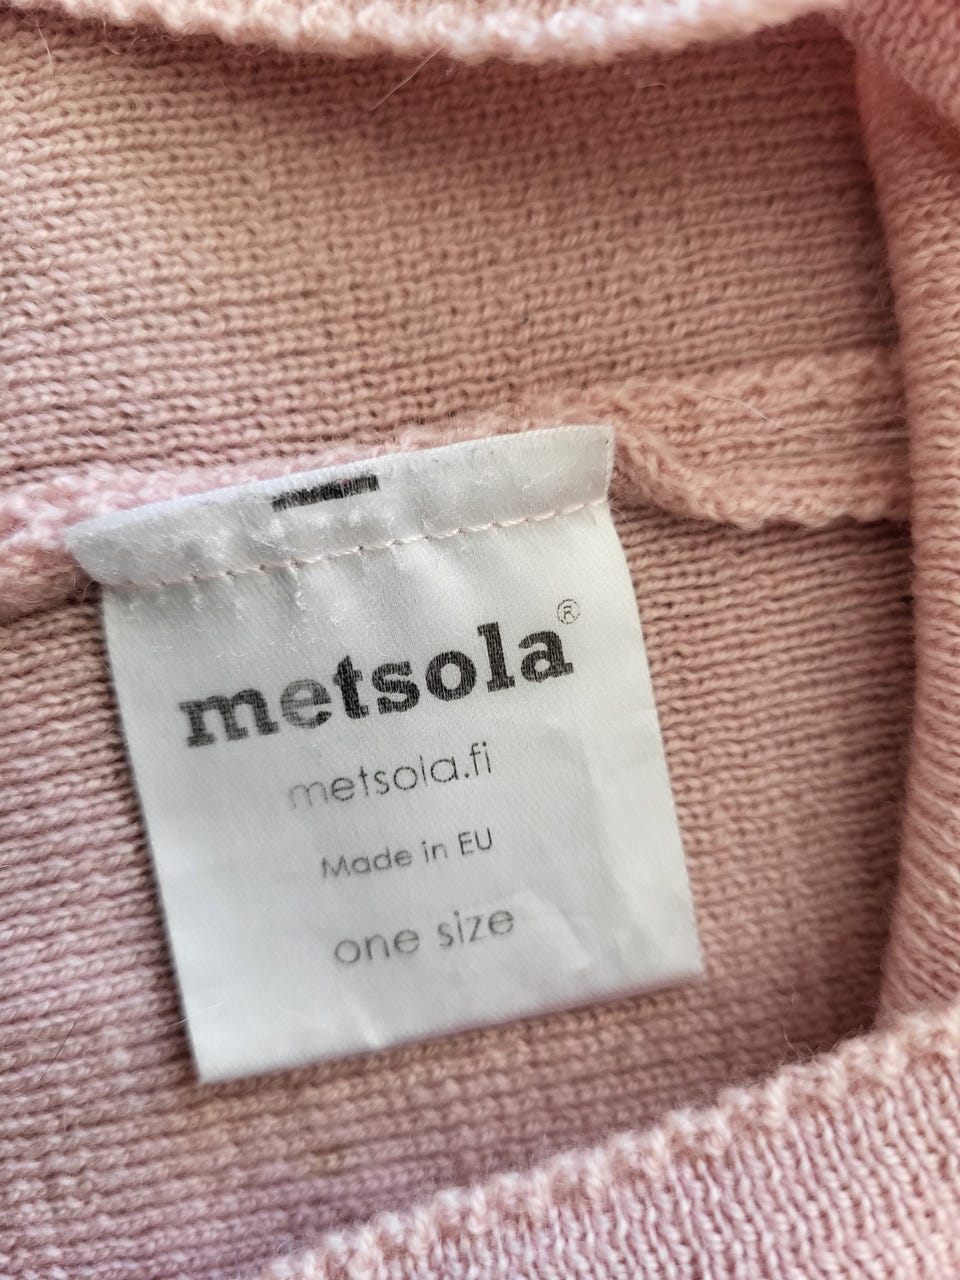 metsola®
metsola.fi
Made in EU
one size